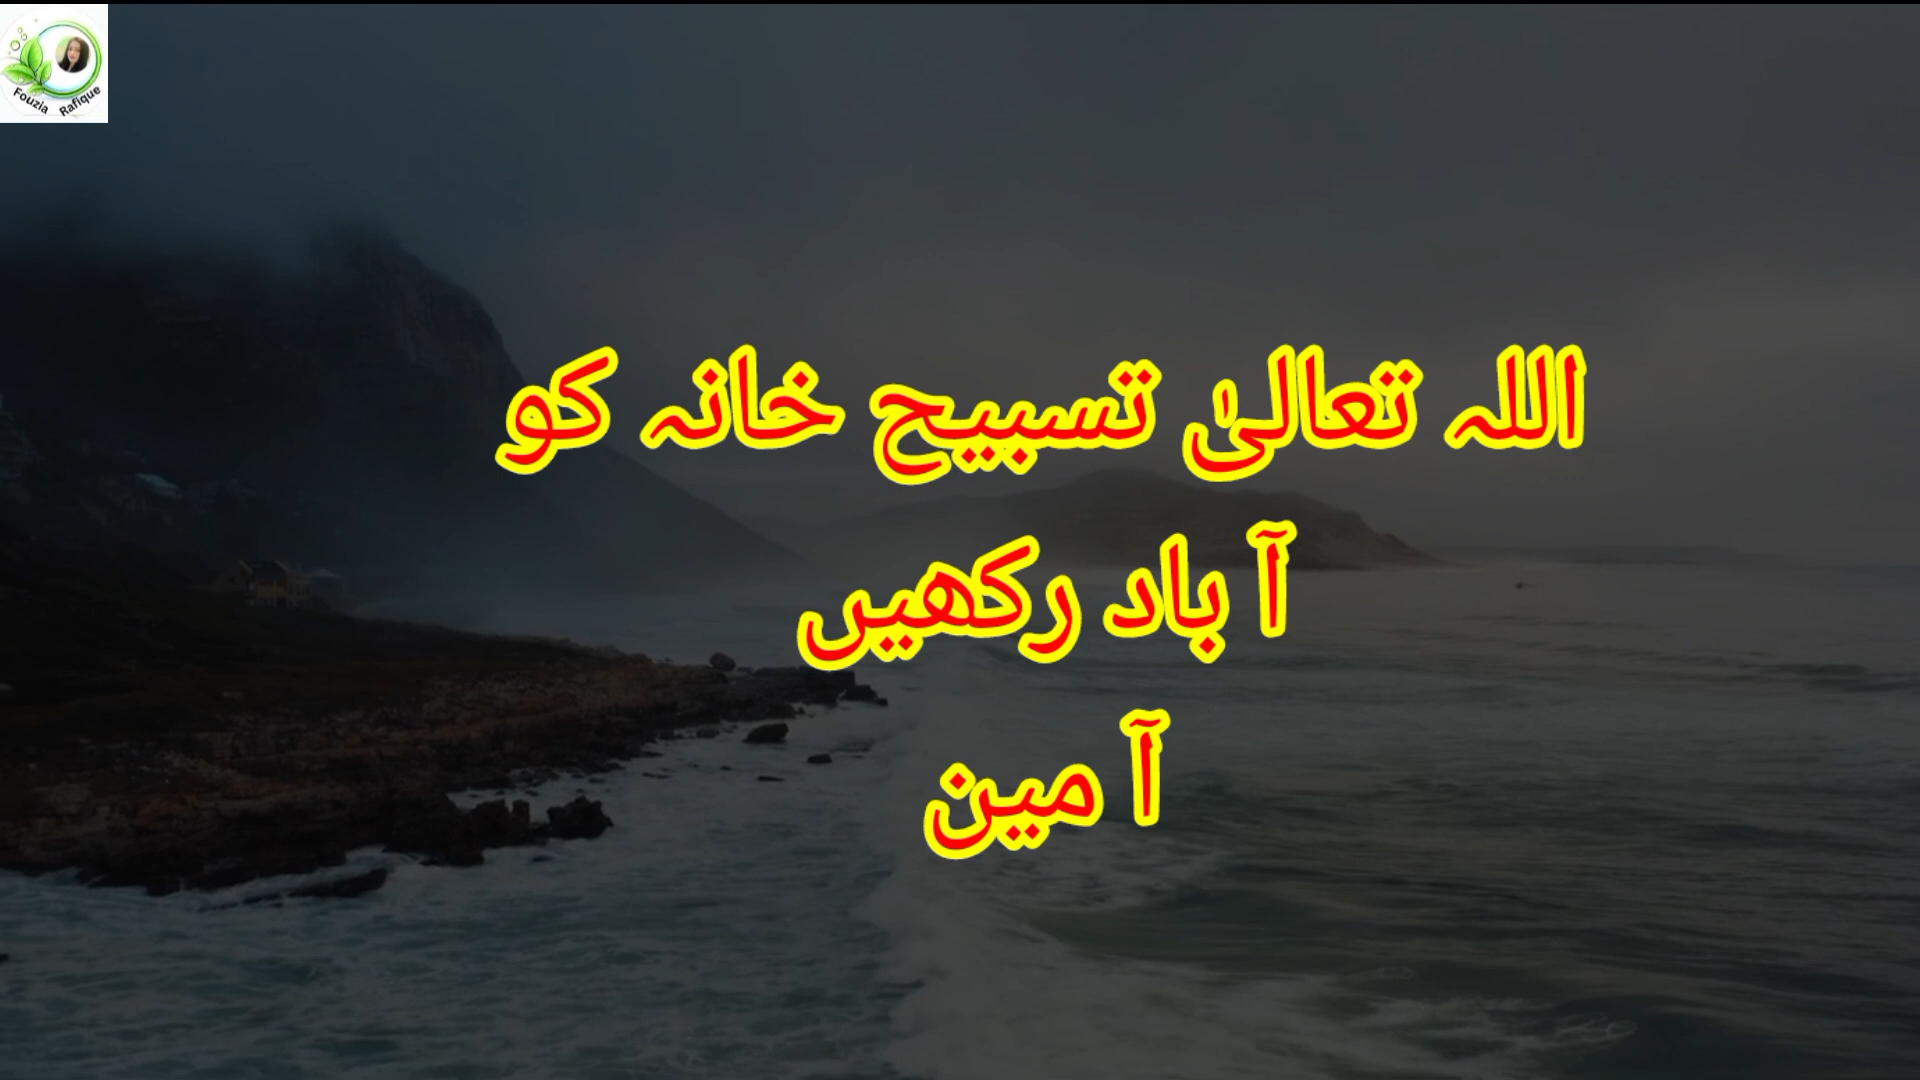 Fouzia Rafique
اللہ تعالیٰ تسبیح خانہ کو
آ باد رکھیں
آ مین